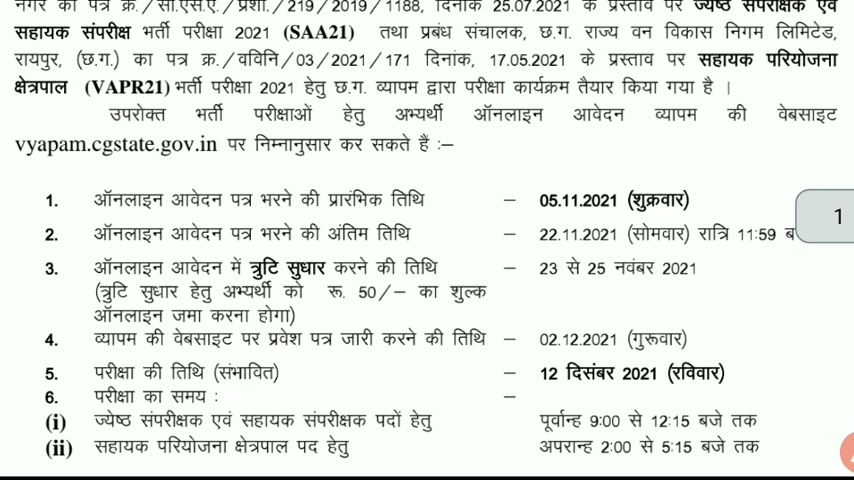 नगर का पत्र क्र./सी.एस.ए./प्रशा./219/2019/1188, दिनांक 25.07.2021 के प्रस्ताव पर ज्येष्ठ संपरीक्षक एवं
सहायक संपरीक्ष भर्ती परीक्षा 2021 (SAA21) तथा प्रबंध संचालक, छ.ग. राज्य वन विकास निगम लिमिटेड,
रायपुर, (छ.ग.) का पत्र क्र./वविनि/03/2021/171 दिनांक, 17.05.2021 के प्रस्ताव पर सहायक परियोजना
क्षेत्रपाल (VAPR21) भर्ती परीक्षा 2021 हेतु छ.ग. व्यापम द्वारा परीक्षा कार्यक्रम तैयार किया गया है ।
उपरोक्त भर्ती परीक्षाओं हेतु अभ्यर्थी ऑनलाइन आवेदन व्यापम की वेबसाइट
vyapam.cgstate.gov.in पर निम्नानुसार कर सकते हैं :–
1. ऑनलाइन आवेदन पत्र भरने की प्रारंभिक तिथि – 05.11.2021 (शुक्रवार)
2. ऑनलाइन आवेदन पत्र भरने की अंतिम तिथि – 22.11.2021 (सोमवार) रात्रि 11:59 ब
1
3. ऑनलाइन आवेदन में त्रुटि सुधार करने की तिथि – 23 से 25 नवंबर 2021
(त्रुटि सुधार हेतु अभ्यर्थी को रू. 50/– का शुल्क
ऑनलाइन जमा करना होगा)
4. व्यापम की वेबसाइट पर प्रवेश पत्र जारी करने की तिथि – 02.12.2021 (गुरूवार)
5. परीक्षा की तिथि (संभावित) – 12 दिसंबर 2021 (रविवार)
6. परीक्षा का समय : –
(i) ज्येष्ठ संपरीक्षक एवं सहायक संपरीक्षक पदों हेतु पूर्वान्ह 9:00 से 12:15 बजे तक
(ii) सहायक परियोजना क्षेत्रपाल पद हेतु अपरान्ह 2:00 से 5:15 बजे तक